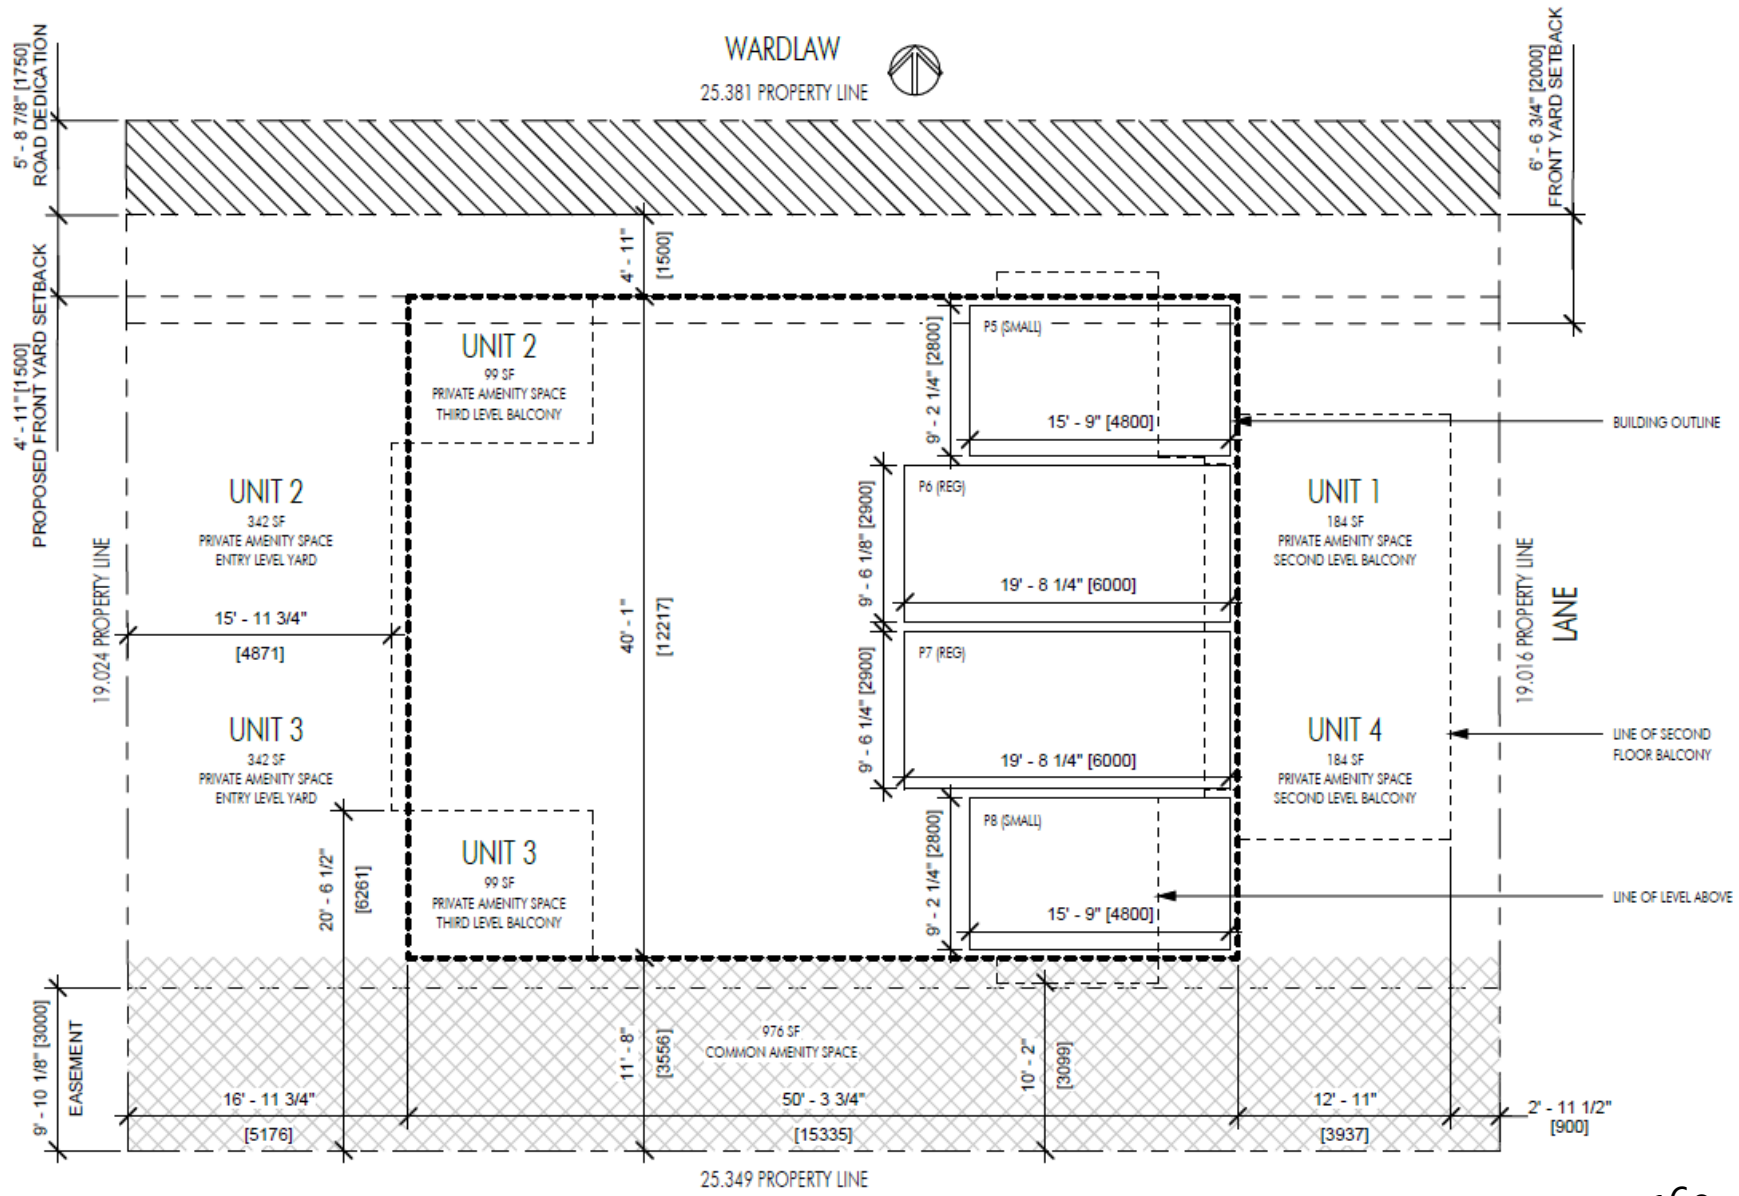 WARDLAW
25.381 PROPERTY LINE
5' - 8 7/8" [1750]
ROAD DEDICATION
6' - 6 3/4" [2000]
FRONT YARD SETBACK
4' - 11" [1500]
PROPOSED FRONT YARD SETBACK
4' - 11"
[1500]
UNIT 2
99 SF
PRIVATE AMENITY SPACE
THIRD LEVEL BALCONY
9' - 2 1/4" [2800]
P5 (SMALL)
15' - 9" [4800]
BUILDING OUTLINE
UNIT 2
342 SF
PRIVATE AMENITY SPACE
ENTRY LEVEL YARD
9' - 6 1/8" [2900]
P6 (REG)
19' - 8 1/4" [6000]
UNIT 1
184 SF
PRIVATE AMENITY SPACE
SECOND LEVEL BALCONY
19.024 PROPERTY LINE
15' - 11 3/4"
[4871]
40' - 1"
[12217]
19.016 PROPERTY LINE
LANE
9' - 6 1/4" [2900]
P7 (REG)
19' - 8 1/4" [6000]
UNIT 3
342 SF
PRIVATE AMENITY SPACE
ENTRY LEVEL YARD
UNIT 4
184 SF
PRIVATE AMENITY SPACE
SECOND LEVEL BALCONY
LINE OF SECOND
FLOOR BALCONY
20' - 6 1/2"
[6261]
UNIT 3
99 SF
PRIVATE AMENITY SPACE
THIRD LEVEL BALCONY
9' - 2 1/4" [2800]
P8 (SMALL)
15' - 9" [4800]
LINE OF LEVEL ABOVE
9' - 10 1/8" [3000]
EASEMENT
11' - 8"
[3556]
976 SF
COMMON AMENITY SPACE
10' - 2"
[3099]
16' - 11 3/4"
[5176]
50' - 3 3/4"
[15335]
12' - 11"
[3937]
2' - 11 1/2"
[900]
25.349 PROPERTY LINE